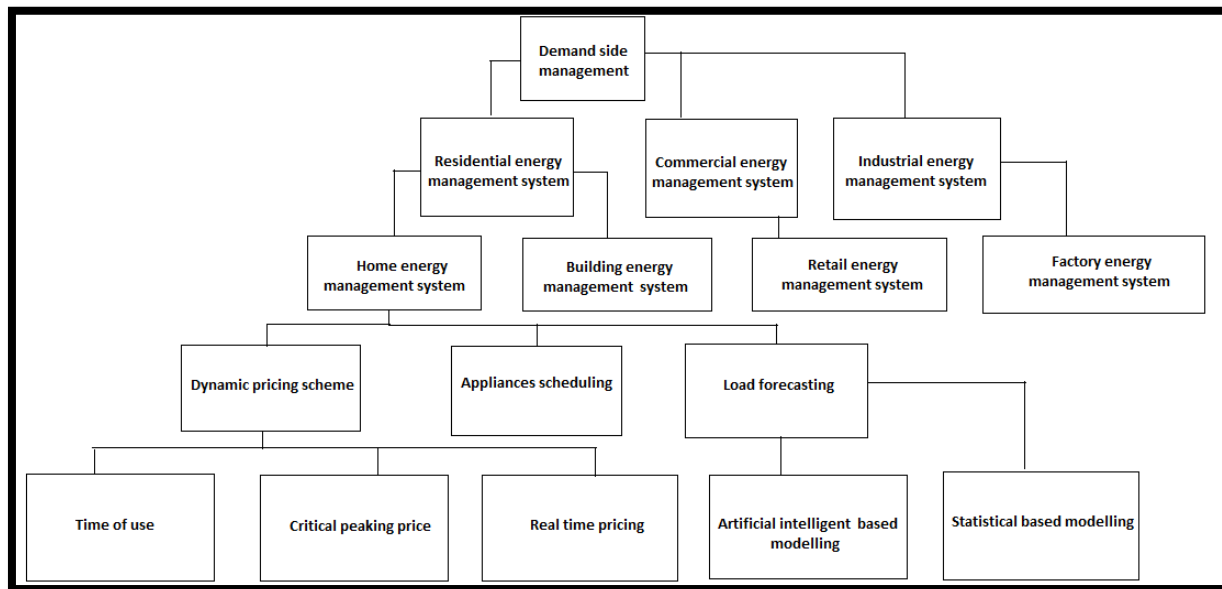 Demand side
management
Residential energy
management system
Commercial energy
management system
Industrial energy
management system
Home energy
management system
Building energy
management system
Retail energy
management system
Factory energy
management system
Dynamic pricing scheme
Appliances scheduling
Load forecasting
Time of use
Critical peaking price
Real time pricing
Artificial intelligent based
modelling
Statistical based modelling